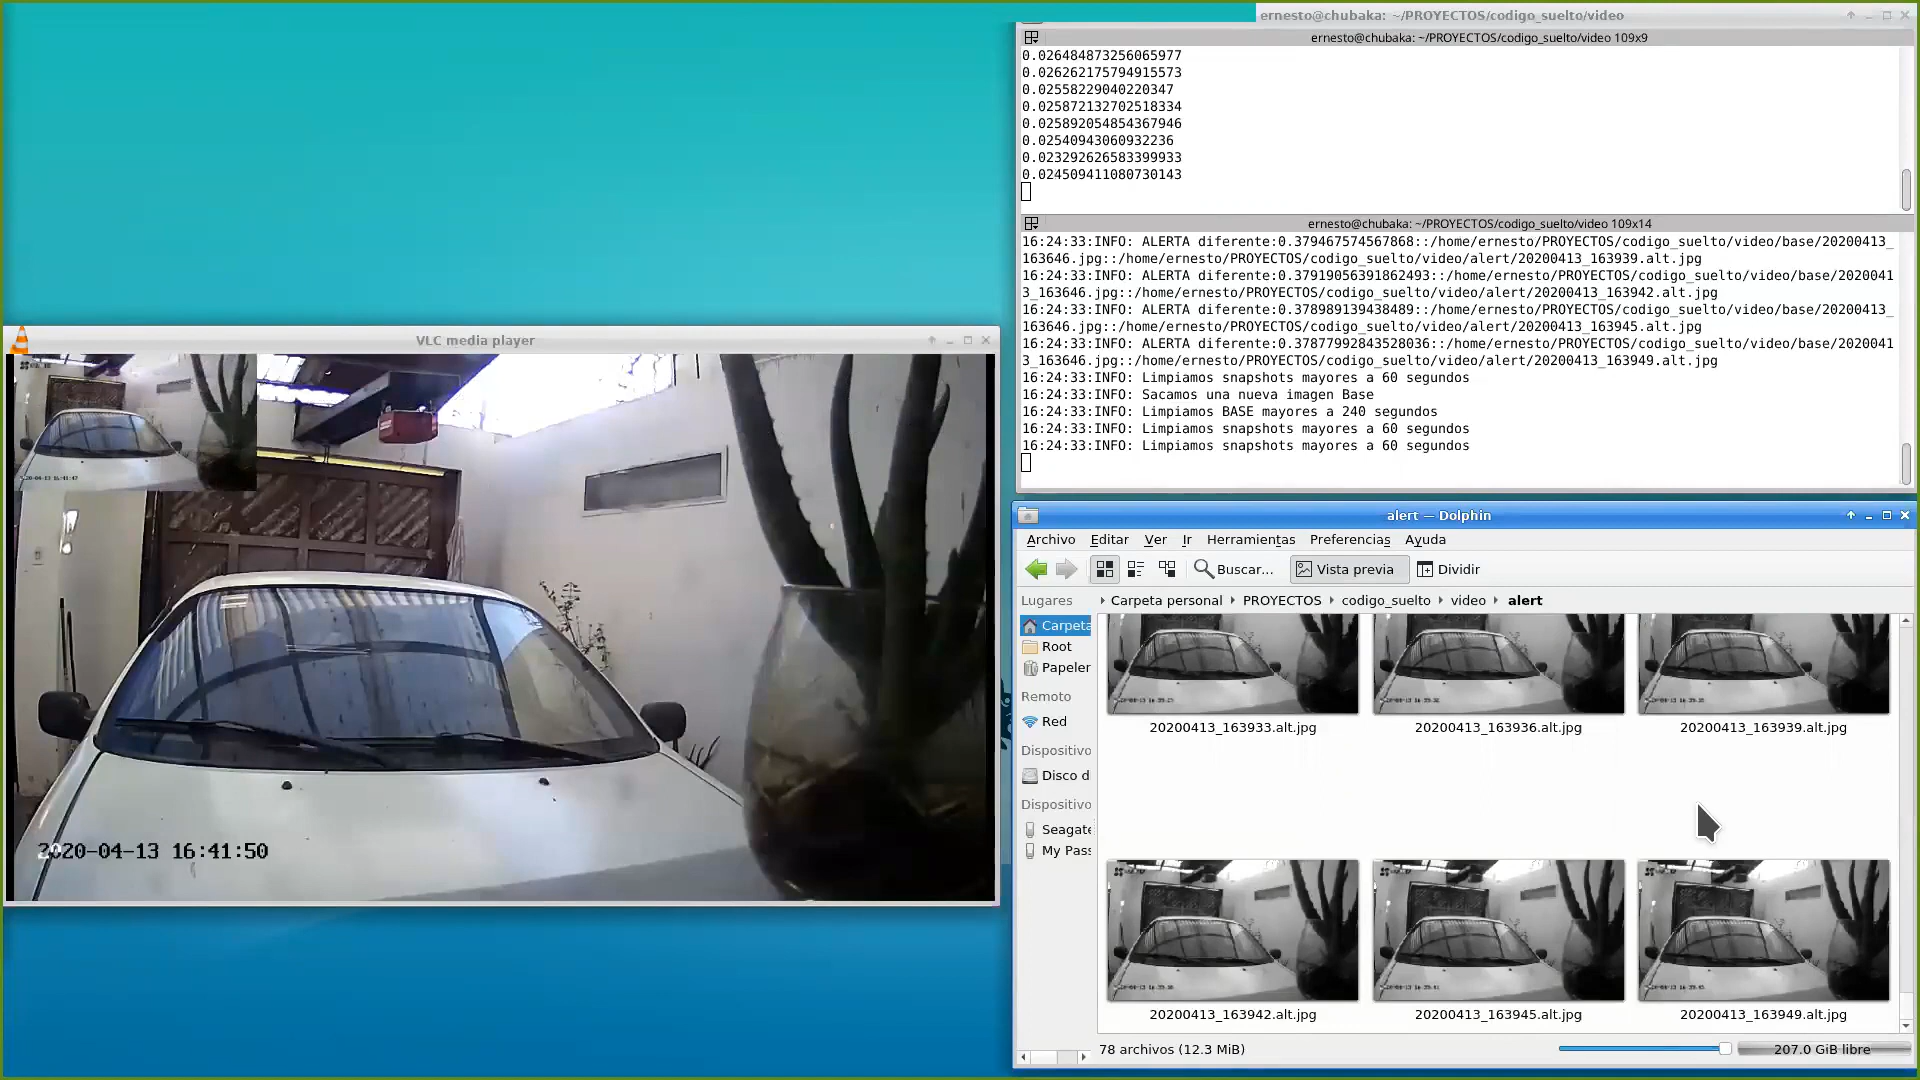 ernesto@chubaka: ~/PROYECTOS/codigo_suelto/video
ernesto@chubaka: ~/PROYECTOS/codigo_suelto/video 109x9
0.026484873256065977
0.026262175794915573
0.02558229040220347
0.025872132702518334
0.025892054854367946
0.02540943060932236
0.023292626583399933
0.024509411080730143
ernesto@chubaka: ~/PROYECTOS/codigo_suelto/video 109x14
16:24:33:INFO: ALERTA diferente:0.379467574567868::/home/ernesto/PROYECTOS/codigo_suelto/video/base/20200413_
163646.jpg::/home/ernesto/PROYECTOS/codigo_suelto/video/alert/20200413_163939.alt.jpg
16:24:33:INFO: ALERTA diferente:0.37919056391862493::/home/ernesto/PROYECTOS/codigo_suelto/video/base/2020041
3_163646.jpg::/home/ernesto/PROYECTOS/codigo_suelto/video/alert/20200413_163942.alt.jpg
16:24:33:INFO: ALERTA diferente:0.378989139438489::/home/ernesto/PROYECTOS/codigo_suelto/video/base/20200413_
163646.jpg::/home/ernesto/PROYECTOS/codigo_suelto/video/alert/20200413_163945.alt.jpg
16:24:33:INFO: ALERTA diferente:0.37877992843528036::/home/ernesto/PROYECTOS/codigo_suelto/video/base/2020041
3_163646.jpg::/home/ernesto/PROYECTOS/codigo_suelto/video/alert/20200413_163949.alt.jpg
16:24:33:INFO: Limpiamos snapshots mayores a 60 segundos
16:24:33:INFO: Sacamos una nueva imagen Base
16:24:33:INFO: Limpiamos BASE mayores a 240 segundos
16:24:33:INFO: Limpiamos snapshots mayores a 60 segundos
16:24:33:INFO: Limpiamos snapshots mayores a 60 segundos
VLC media player
2020-04-13 16:41:50
alert — Dolphin
Archivo Editar Ver Ir Herramientas Preferencias Ayuda
Buscar... Vista previa Dividir
Lugares
Carpeta personal PROYECTOS codigo_suelto video alert
Carpeta
Root
Papeler
Remoto
Red
Dispositivo
Disco d
Dispositivo
Seagate
My Pass
20200413_163933.alt.jpg 20200413_163936.alt.jpg 20200413_163939.alt.jpg
20200413_163942.alt.jpg 20200413_163945.alt.jpg 20200413_163949.alt.jpg
78 archivos (12.3 MiB)
207.0 GiB libre